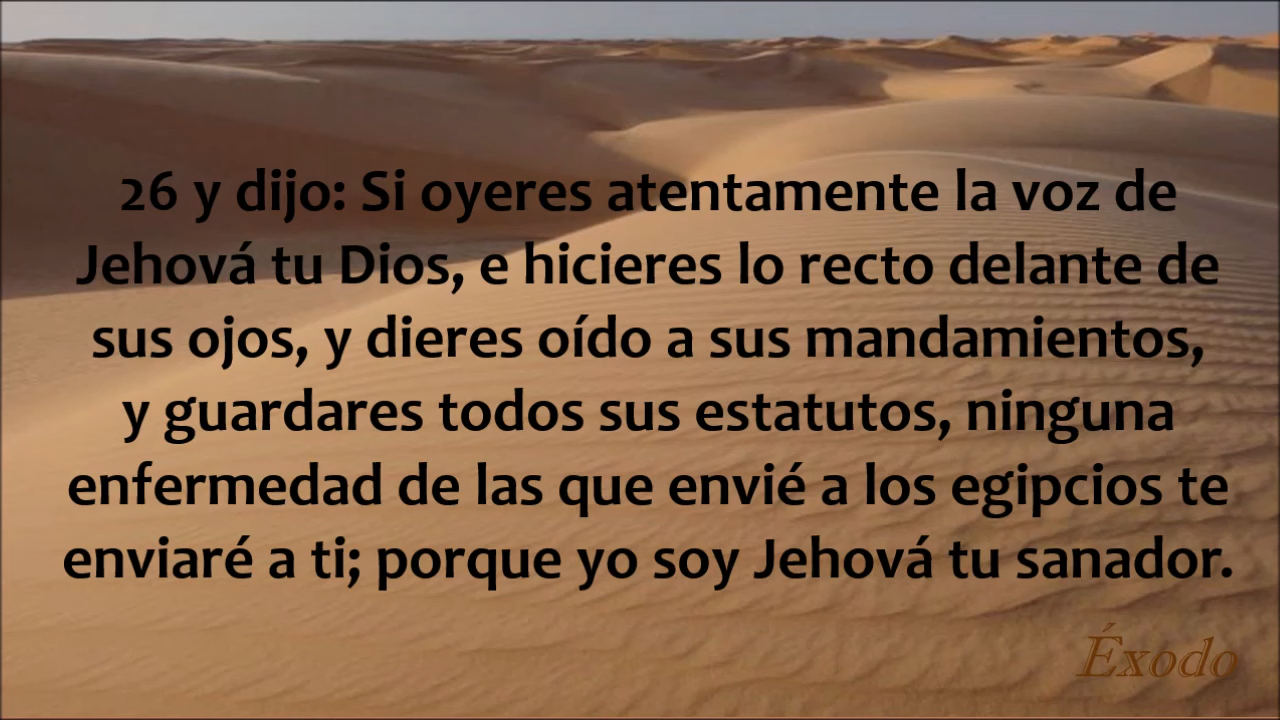 26 y dijo: Si oyeres atentamente la voz de
Jehová tu Dios, e hicieres lo recto delante de
sus ojos, y dieres oído a sus mandamientos,
y guardares todos sus estatutos, ninguna
enfermedad de las que envié a los egipcios te
enviaré a ti; porque yo soy Jehová tu sanador.
Éxodo